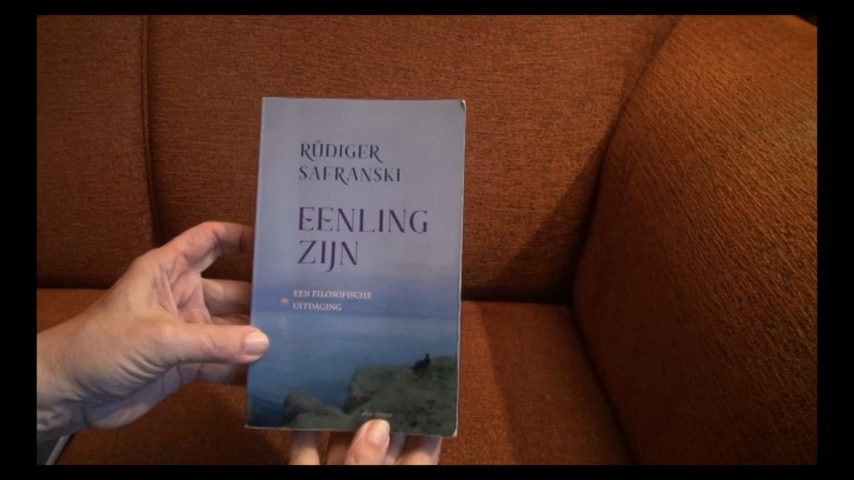 RÜDIGER
SAFRANSKI
EENLING
ZIJN
EEN FILOSOFISCHE
UITDAGING